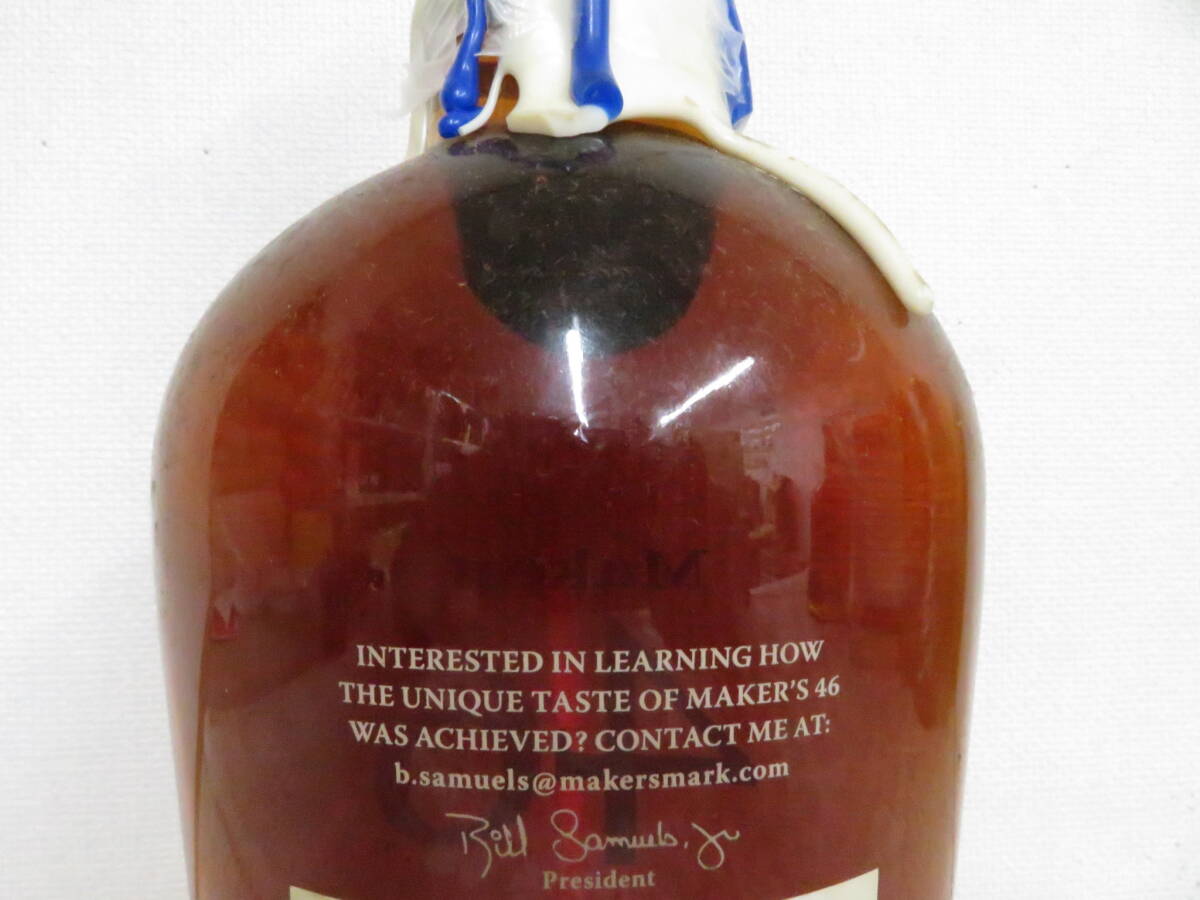 INTERESTED IN LEARNING HOW
THE UNIQUE TASTE OF MAKER'S 46
WAS ACHIEVED? CONTACT ME AT:
b.samuels@makersmark.com
Bill Samuels, Jr
President